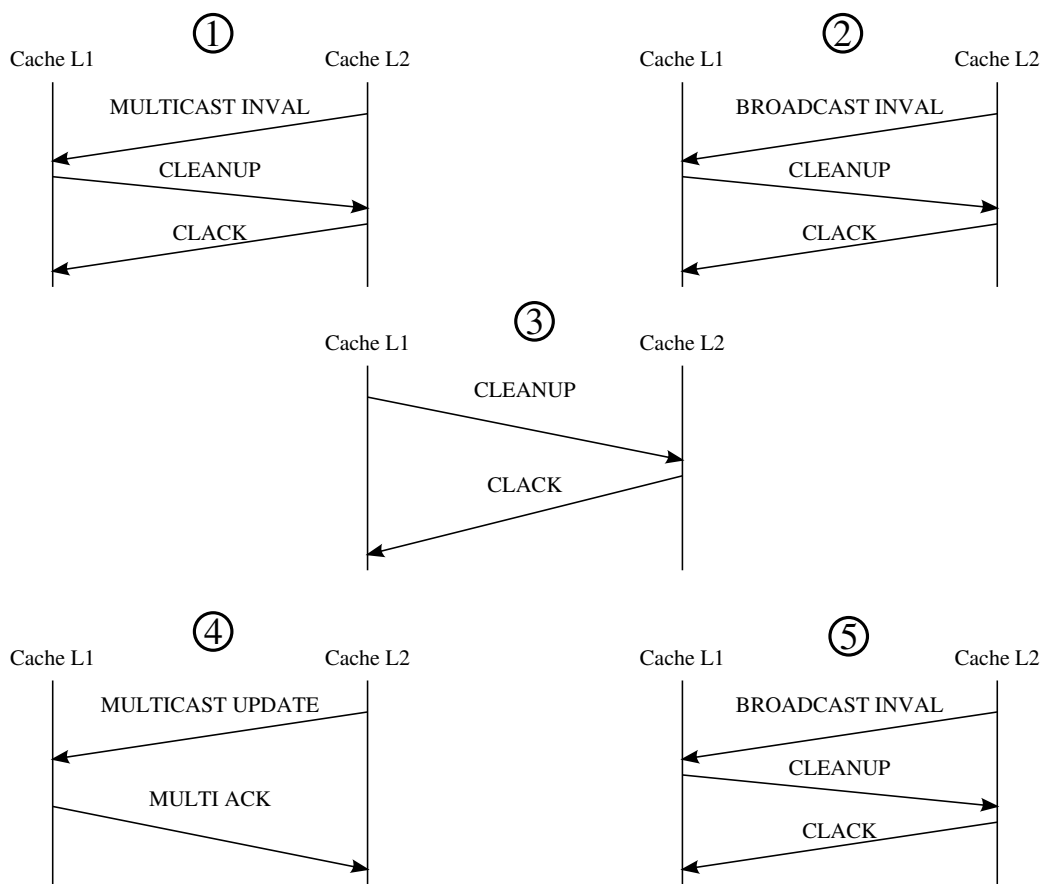 1
2
Cache L1
Cache L2
Cache L1
Cache L2
MULTICAST INVAL
BROADCAST INVAL
CLEANUP
CLEANUP
CLACK
CLACK
3
Cache L1
Cache L2
CLEANUP
CLACK
4
5
Cache L1
Cache L2
Cache L1
Cache L2
MULTICAST UPDATE
BROADCAST INVAL
CLEANUP
MULTI ACK
CLACK